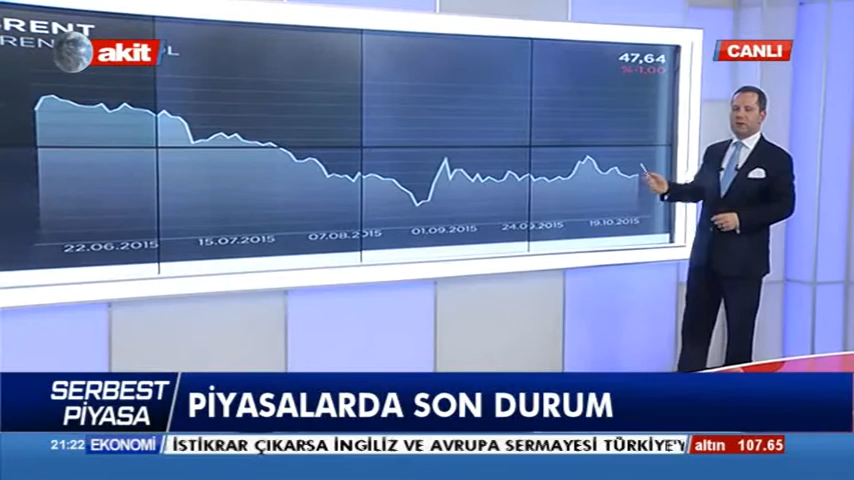 BRENT
BREN
akit
L
47,64
%-1,00
CANLI
22.06.2015
15.07.2015
07.08.2015
01.09.2015
24.09.2015
19.10.2015
SERBEST
PİYASA
PİYASALARDA SON DURUM
21:22 EKONOMİ İSTİKRAR ÇIKARSA İNGİLİZ VE AVRUPA SERMAYESİ TÜRKİYE'Y altın 107.65